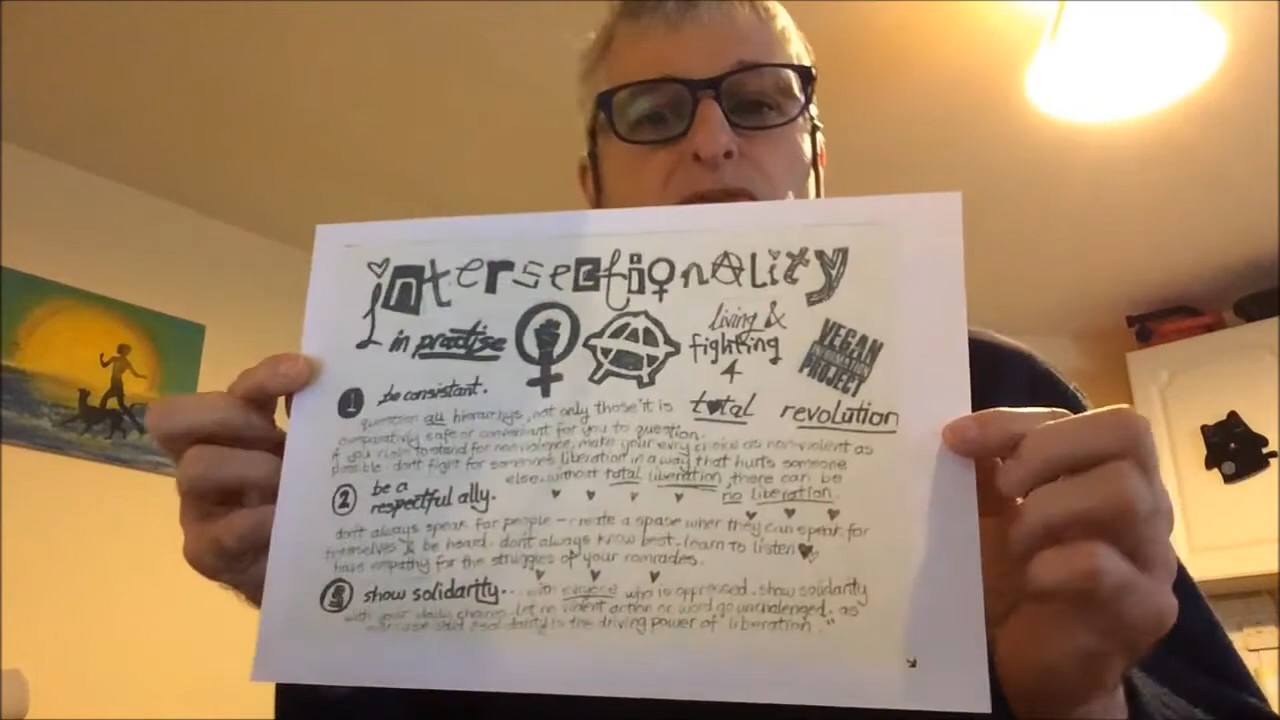 intersectionality
in practise
living &
fighting
4
total revolution
VEGAN
INFORMATION
PROJECT
1 be consistant.
question all hierarchys, not only those it is
comparatively safe or convenient for you to question.
if you claim to stand for nonviolence, make your every choice as non-violent as
possible. don't fight for someone's liberation in a way that hurts someone
else. without total liberation, there can be
no liberation.
2 be a
respectful ally.
don't always speak for people - create a space wher they can speak for
themselves & be heard. don't always know best. learn to listen
have empathy for the struggles of your comrades.
3 show solidarity... with everyone who is oppressed. show solidarity
with your daily choices. let no violent action or word go unchalenged. as
said "solidarity is the driving power of liberation."